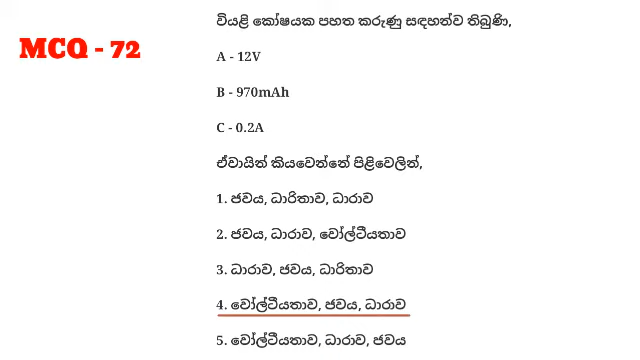 වියළි කෝෂයක පහත කරුණු සඳහන්ව තිබුණි,
MCQ - 72
A - 12V
B - 970mAh
C - 0.2A
ඒවායින් කියවෙන්නේ පිළිවෙලින්,
1. ජවය, ධාරිතාව, ධාරාව
2. ජවය, ධාරාව, වෝල්ටීයතාව
3. ධාරාව, ජවය, ධාරිතාව
4. වෝල්ටීයතාව, ජවය, ධාරාව
5. වෝල්ටීයතාව, ධාරාව, ජවය